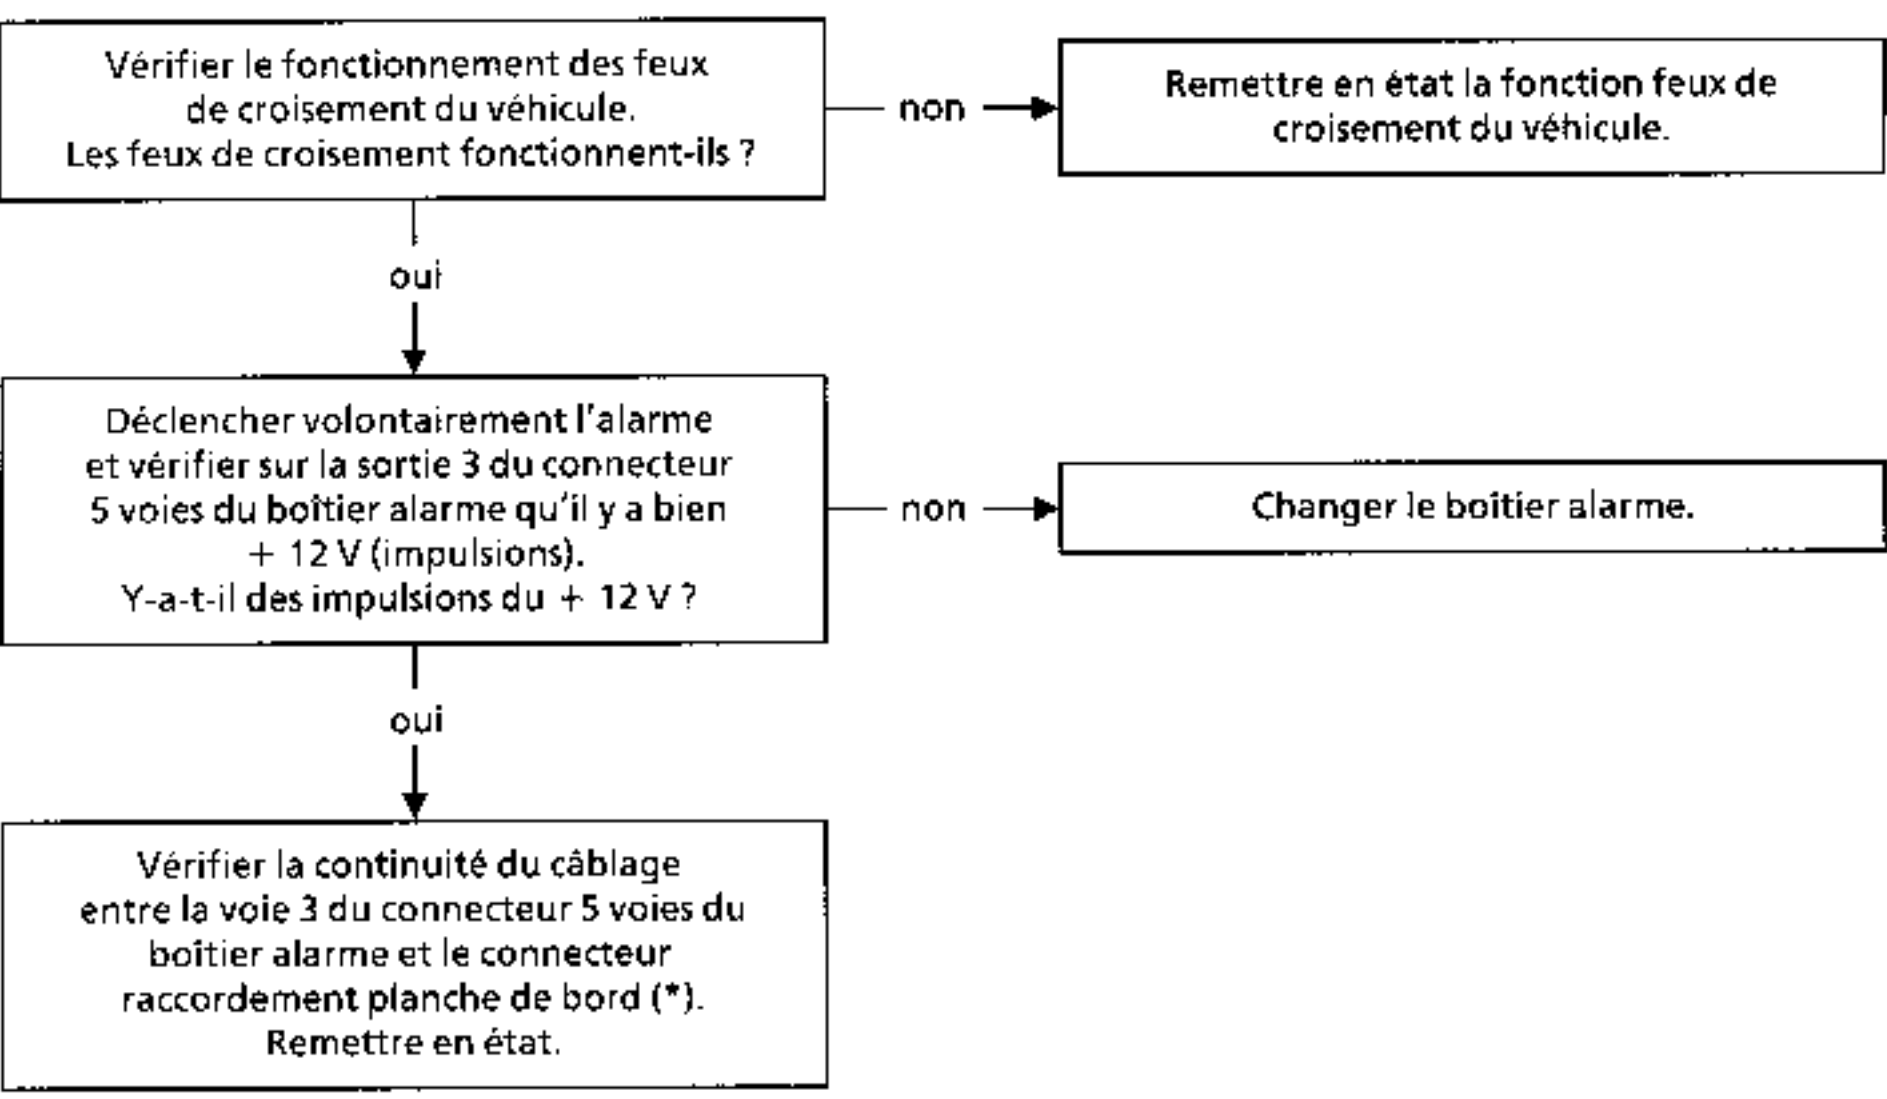 Vérifier le fonctionnement des feux
de croisement du véhicule.
Les feux de croisement fonctionnent-ils ?
non
Remettre en état la fonction feux de
croisement du véhicule.
oui
Déclencher volontairement l'alarme
et vérifier sur la sortie 3 du connecteur
5 voies du boîtier alarme qu'il y a bien
+ 12 V (impulsions).
Y-a-t-il des impulsions du + 12 V ?
non
Changer le boîtier alarme.
oui
Vérifier la continuité du câblage
entre la voie 3 du connecteur 5 voies du
boîtier alarme et le connecteur
raccordement planche de bord (*).
Remettre en état.